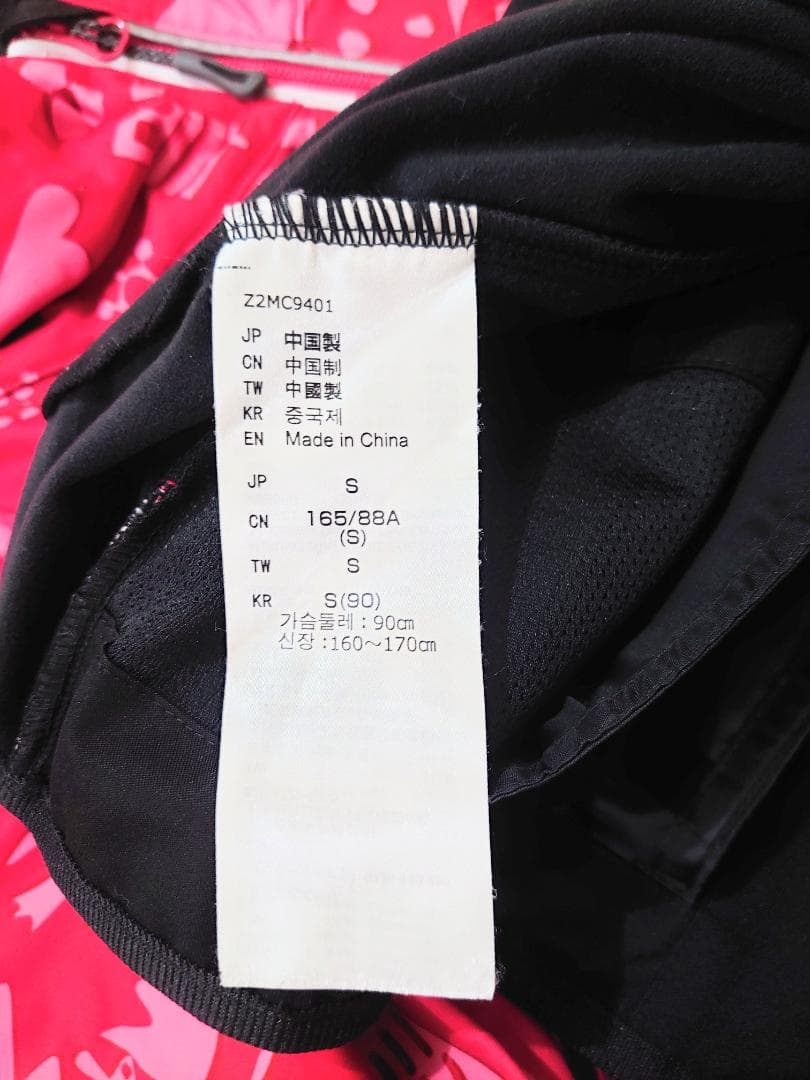 Z2MC9401
JP 中国製
CN 中国制
TW 中國製
KR 중국제
EN Made in China
JP S
CN 165/88A
(S)
TW S
KR S(90)
가슴둘레 : 90㎝
신장 :160～170㎝